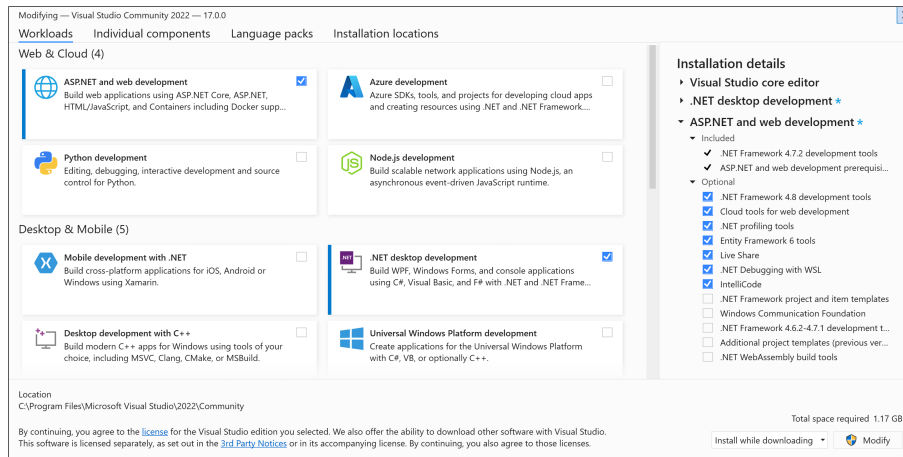 Modifying — Visual Studio Community 2022 — 17.0.0
Workloads Individual components Language packs Installation locations
Web & Cloud (4)
ASP.NET and web development
Build web applications using ASP.NET Core, ASP.NET,
HTML/JavaScript, and Containers including Docker supp...
Azure development
Azure SDKs, tools, and projects for developing cloud apps
and creating resources using .NET and .NET Framework....
Python development
Editing, debugging, interactive development and source
control for Python.
Node.js development
Build scalable network applications using Node.js, an
asynchronous event-driven JavaScript runtime.
Desktop & Mobile (5)
Mobile development with .NET
Build cross-platform applications for iOS, Android or
Windows using Xamarin.
NET
.NET desktop development
Build WPF, Windows Forms, and console applications
using C#, Visual Basic, and F# with .NET and .NET Frame...
Desktop development with C++
Build modern C++ apps for Windows using tools of your
choice, including MSVC, Clang, CMake, or MSBuild.
Universal Windows Platform development
Create applications for the Universal Windows Platform
with C#, VB, or optionally C++.
Installation details
Visual Studio core editor
.NET desktop development *
ASP.NET and web development *
Included
.NET Framework 4.7.2 development tools
ASP.NET and web development prerequisi...
Optional
.NET Framework 4.8 development tools
Cloud tools for web development
.NET profiling tools
Entity Framework 6 tools
Live Share
.NET Debugging with WSL
IntelliCode
.NET Framework project and item templates
Windows Communication Foundation
.NET Framework 4.6.2-4.7.1 development t...
Additional project templates (previous ver...
.NET WebAssembly build tools
Location
C:\Program Files\Microsoft Visual Studio\2022\Community
By continuing, you agree to the license for the Visual Studio edition you selected. We also offer the ability to download other software with Visual Studio.
This software is licensed separately, as set out in the 3rd Party Notices or in its accompanying license. By continuing, you also agree to those licenses.
Total space required 1.17 GB
Install while downloading
Modify